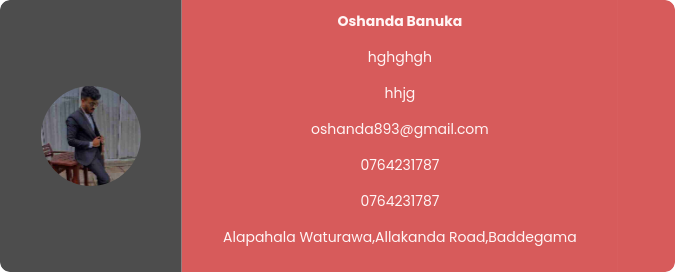 Oshanda Banuka
hghghgh
hhjg
oshanda893@gmail.com
0764231787
0764231787
Alapahala Waturawa,Allakanda Road,Baddegama